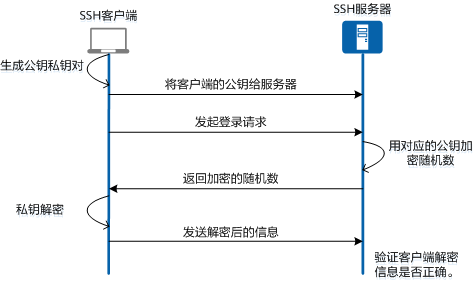 SSH客户端
SSH服务器
生成公钥私钥对
将客户端的公钥给服务器
发起登录请求
用对应的公钥加
密随机数
返回加密的随机数
私钥解密
发送解密后的信息
验证客户端解密
信息是否正确。